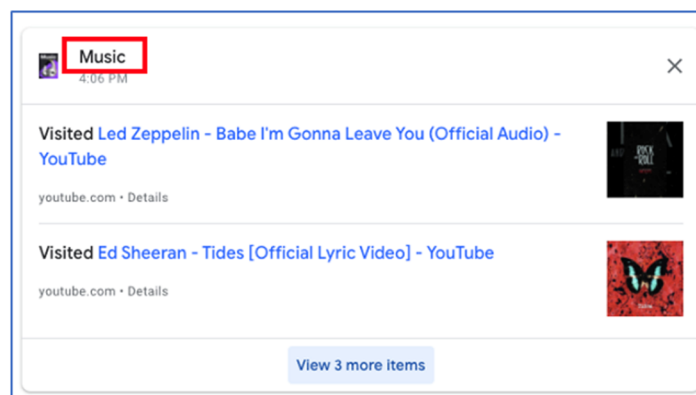 Music
4:06 PM
Visited Led Zeppelin - Babe I'm Gonna Leave You (Official Audio) -
YouTube
youtube.com • Details
Visited Ed Sheeran - Tides [Official Lyric Video] - YouTube
youtube.com • Details
View 3 more items